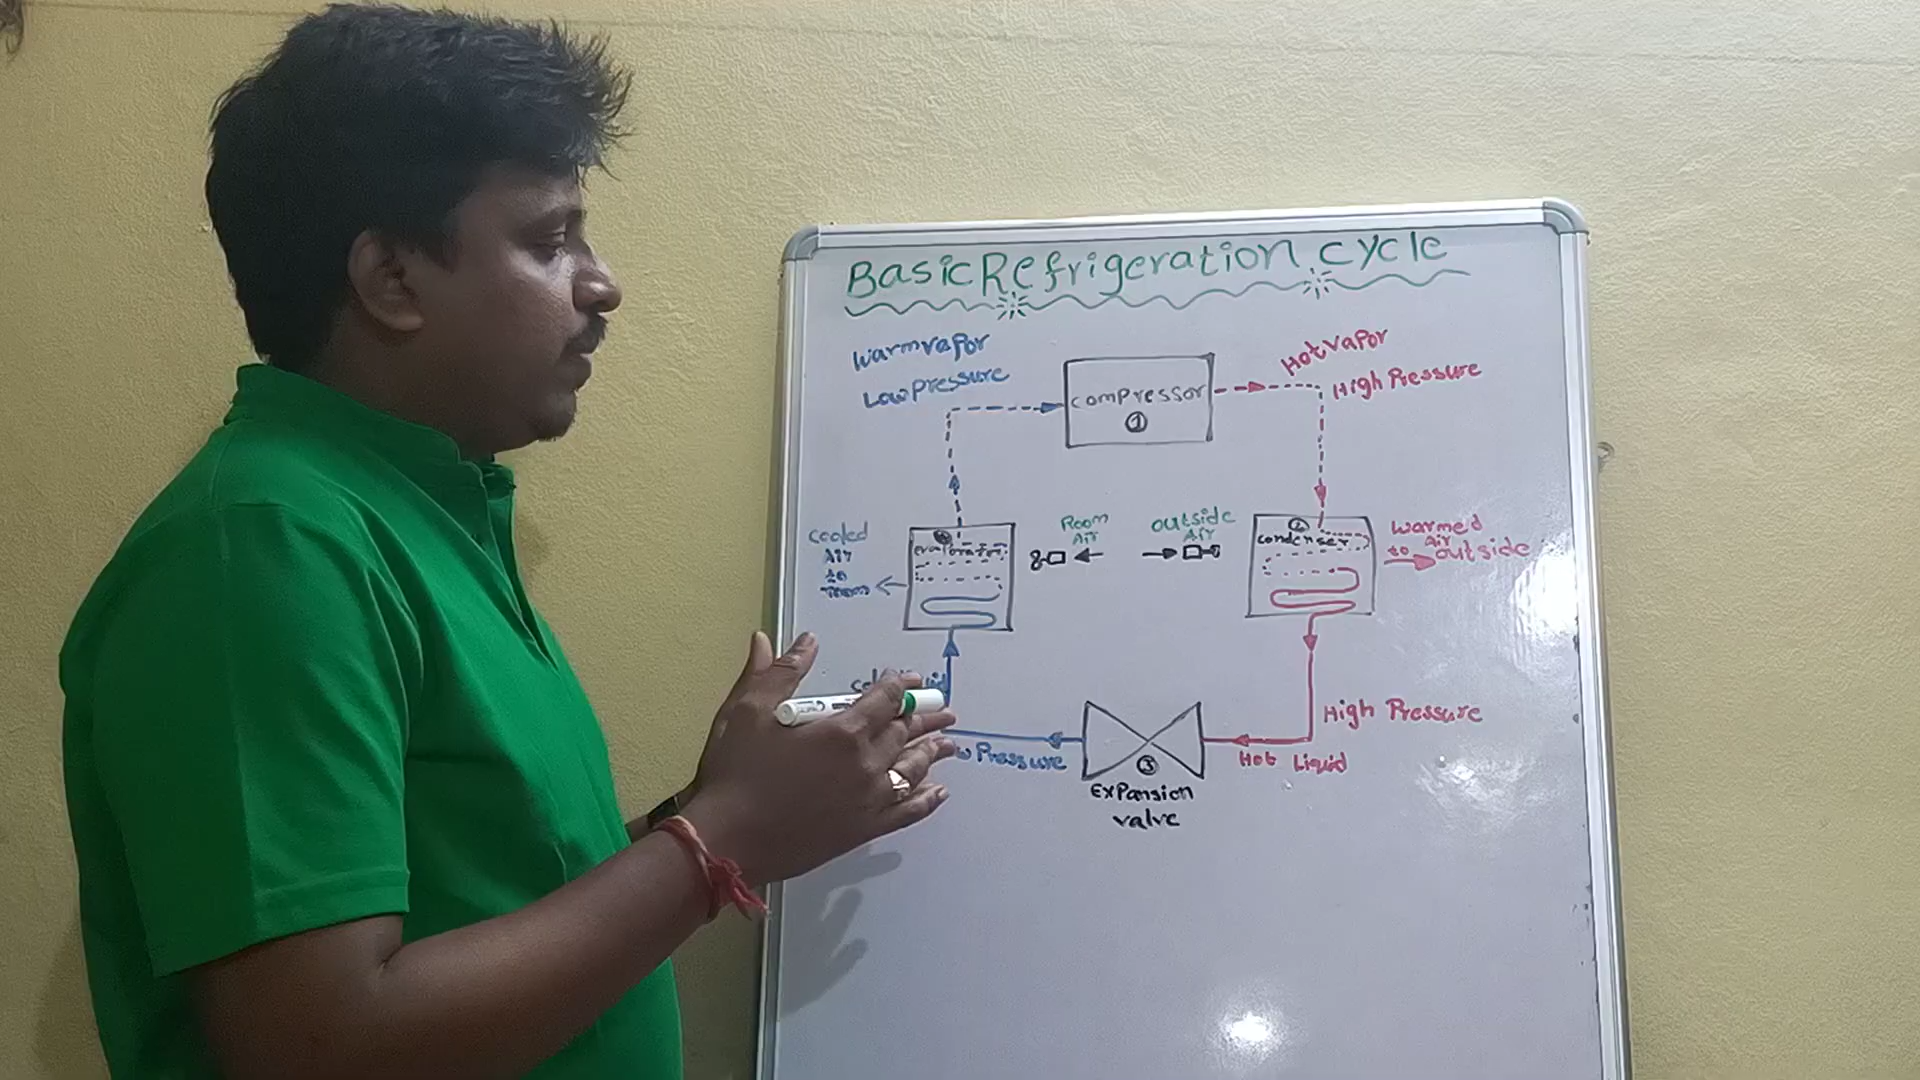 Basic Refrigeration cycle
warm vapor
Low Pressure
Hot vapor
High Pressure
compressor
1
Room
Air
outside
Air
cooled
Air
to
room
evaporator
2
condenser
warmed
Air
to outside
High Pressure
Hot Liquid
Pressure
3
Expansion
valve